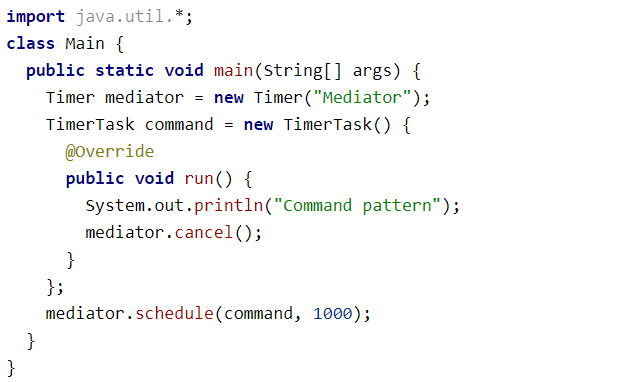 import java.util.*;
class Main {
  public static void main(String[] args) {
    Timer mediator = new Timer("Mediator");
    TimerTask command = new TimerTask() {
      @Override
      public void run() {
        System.out.println("Command pattern");
        mediator.cancel();
      }
    };
    mediator.schedule(command, 1000);
  }
}